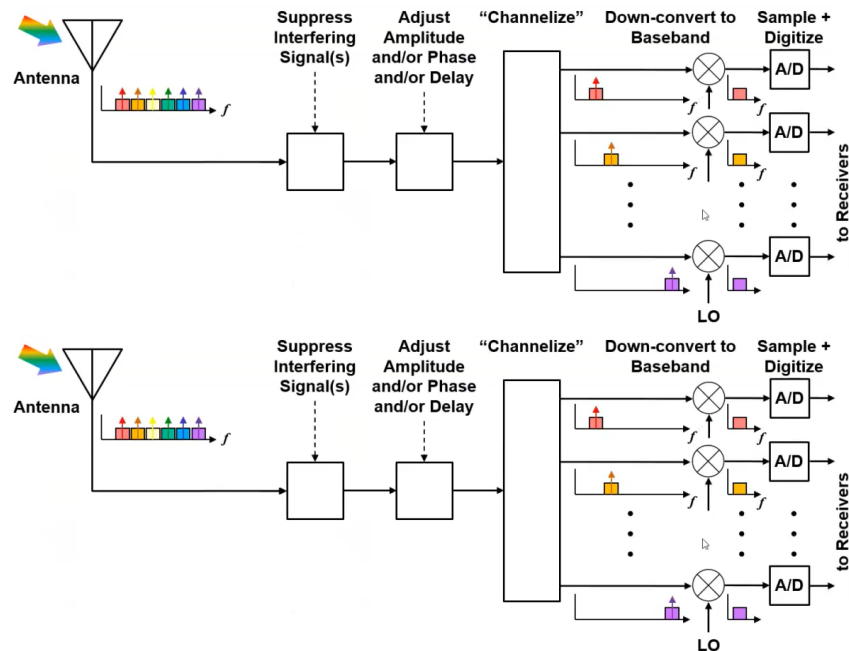 Suppress
Interfering
Signal(s)
Adjust
Amplitude
and/or Phase
and/or Delay
“Channelize”
Down-convert to
Baseband
Sample +
Digitize
Antenna
f
f
f
A/D
f
f
A/D
f
f
A/D
LO
to Receivers
Suppress
Interfering
Signal(s)
Adjust
Amplitude
and/or Phase
and/or Delay
“Channelize”
Down-convert to
Baseband
Sample +
Digitize
Antenna
f
f
f
A/D
f
f
A/D
f
f
A/D
LO
to Receivers